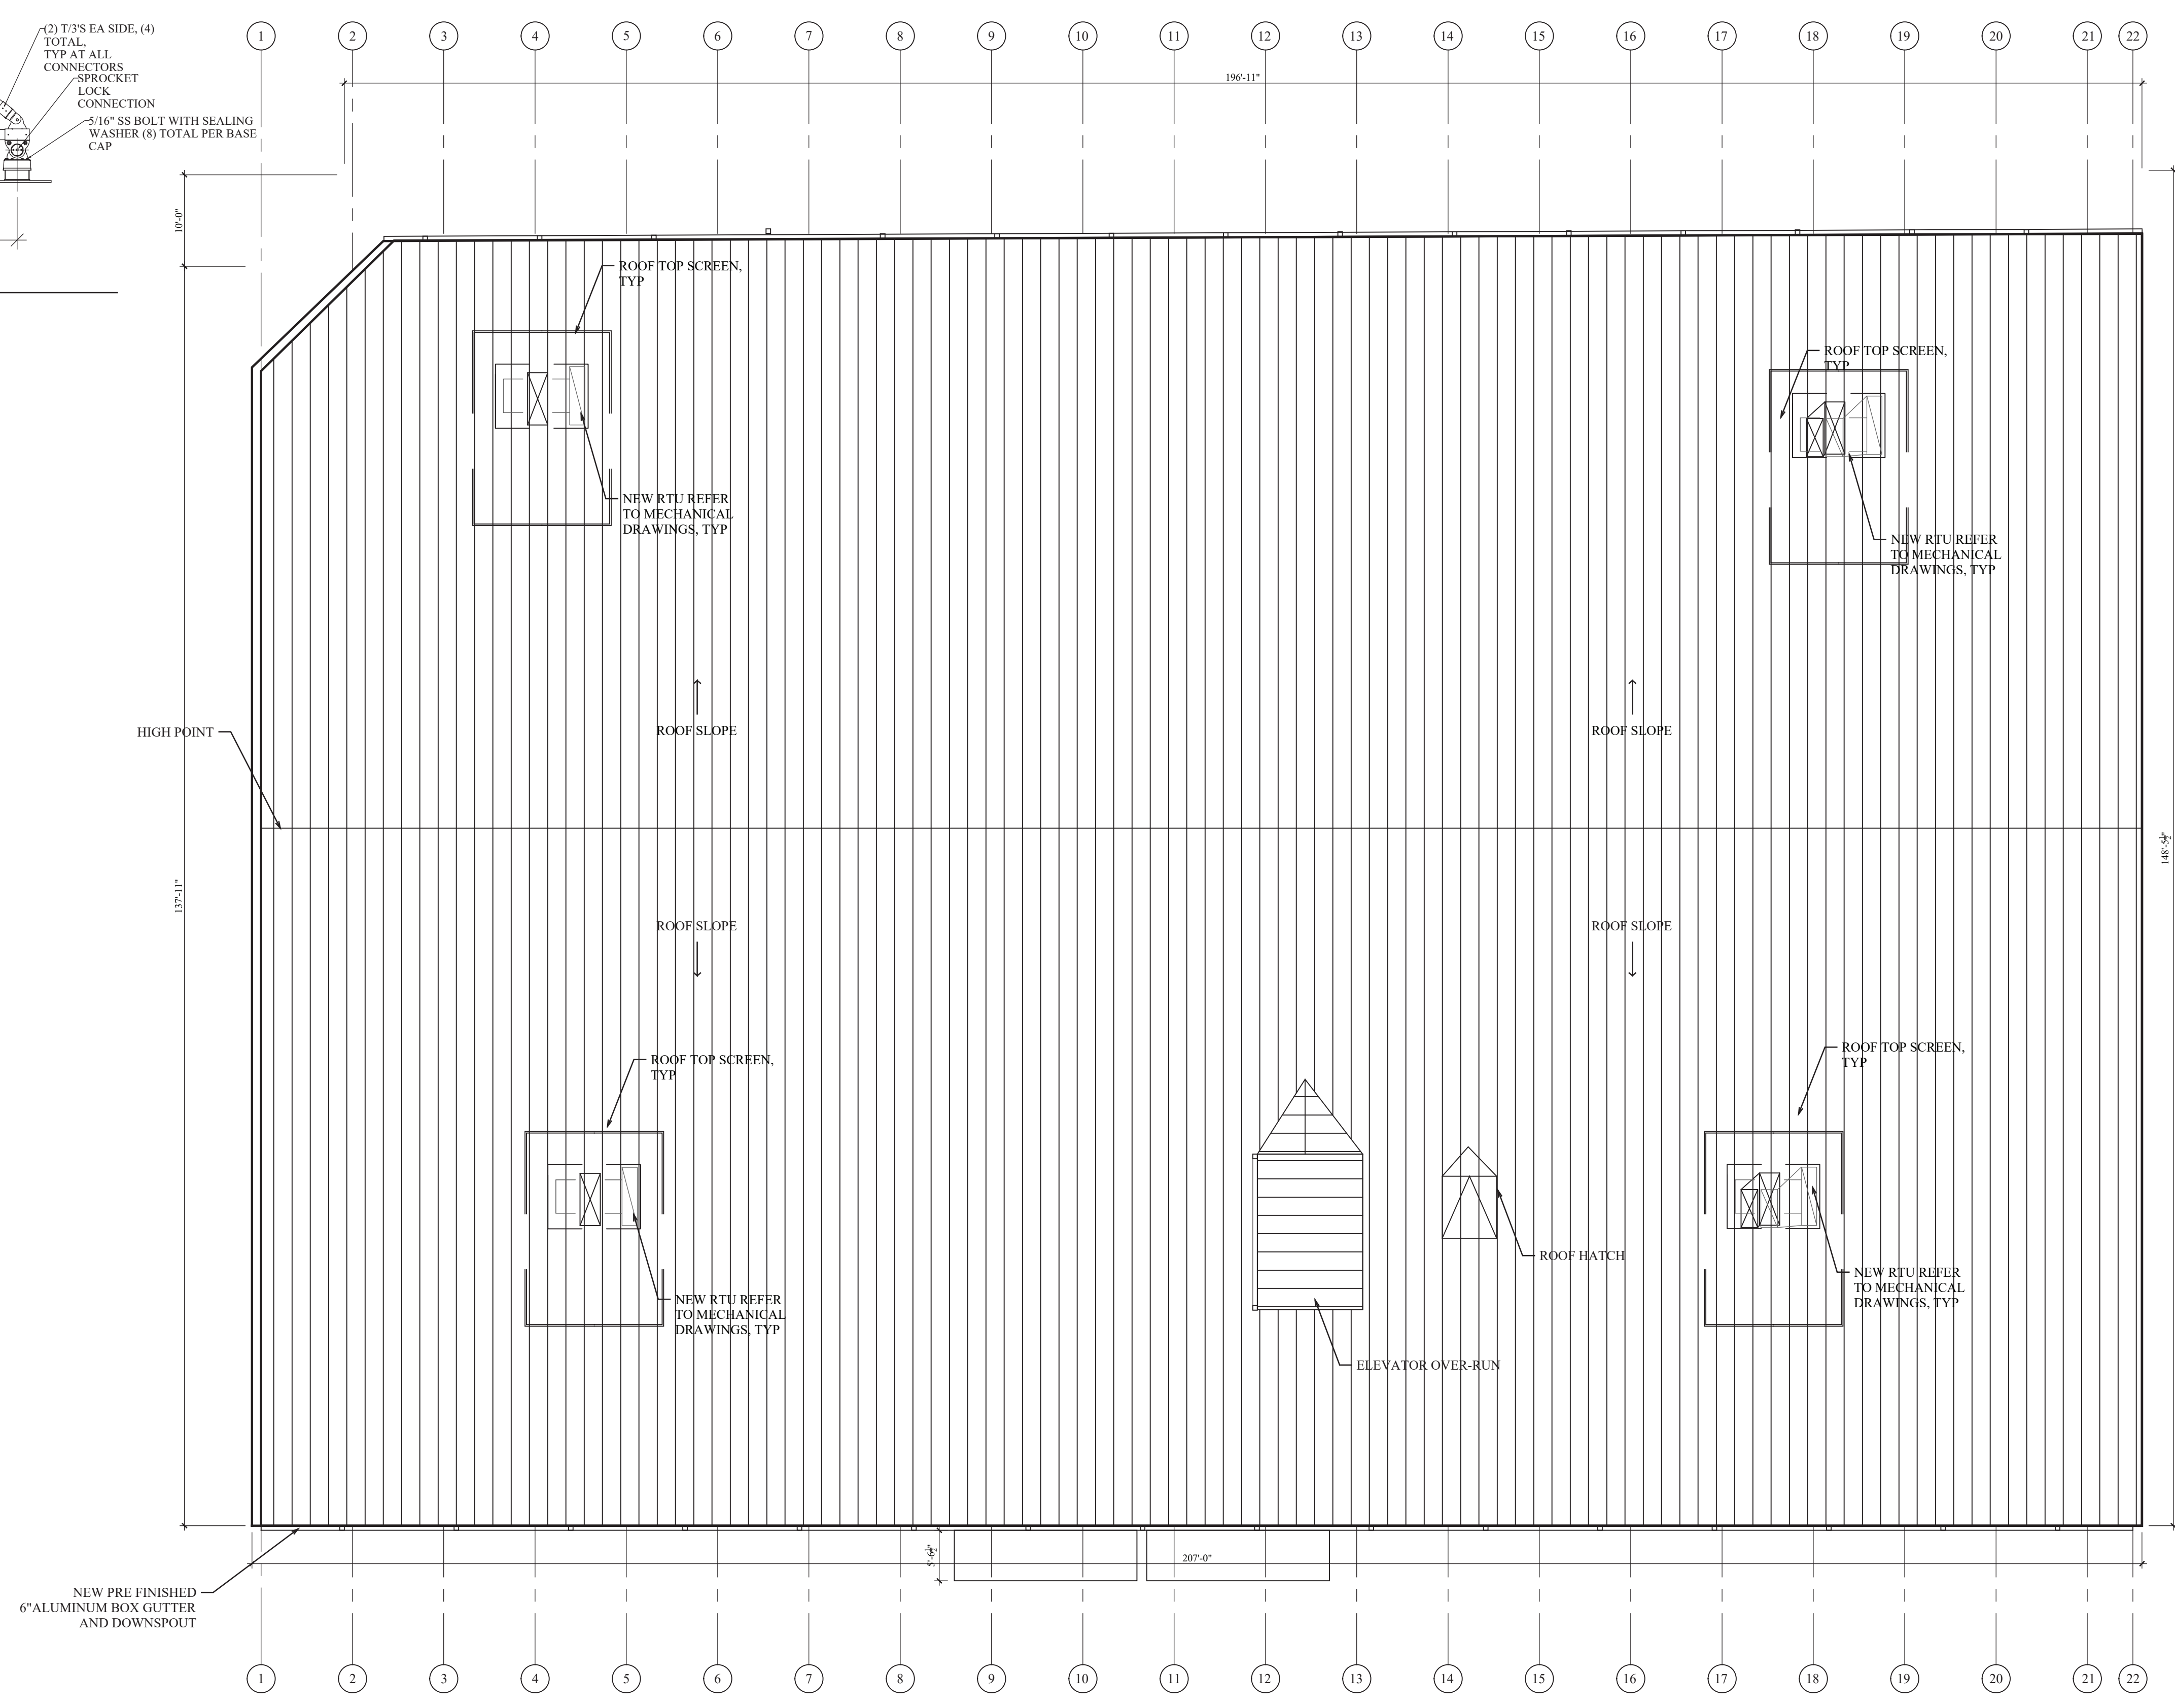 (2) T/3'S EA SIDE, (4)
TOTAL,
TYP AT ALL
CONNECTORS
SPROCKET
LOCK
CONNECTION
5/16" SS BOLT WITH SEALING
WASHER (8) TOTAL PER BASE
CAP
1 2 3 4 5 6 7 8 9 10 11 12 13 14 15 16 17 18 19 20 21 22
196'-11"
10'-0"
ROOF TOP SCREEN,
TYP
ROOF TOP SCREEN,
TYP
NEW RTU REFER
TO MECHANICAL
DRAWINGS, TYP
NEW RTU REFER
TO MECHANICAL
DRAWINGS, TYP
HIGH POINT
ROOF SLOPE
ROOF SLOPE
148'-5½"
137'-11"
ROOF SLOPE
ROOF SLOPE
ROOF TOP SCREEN,
TYP
ROOF TOP SCREEN,
TYP
ROOF HATCH
NEW RTU REFER
TO MECHANICAL
DRAWINGS, TYP
NEW RTU REFER
TO MECHANICAL
DRAWINGS, TYP
ELEVATOR OVER-RUN
5'-6½"
207'-0"
NEW PRE FINISHED
6"ALUMINUM BOX GUTTER
AND DOWNSPOUT
1 2 3 4 5 6 7 8 9 10 11 12 13 14 15 16 17 18 19 20 21 22